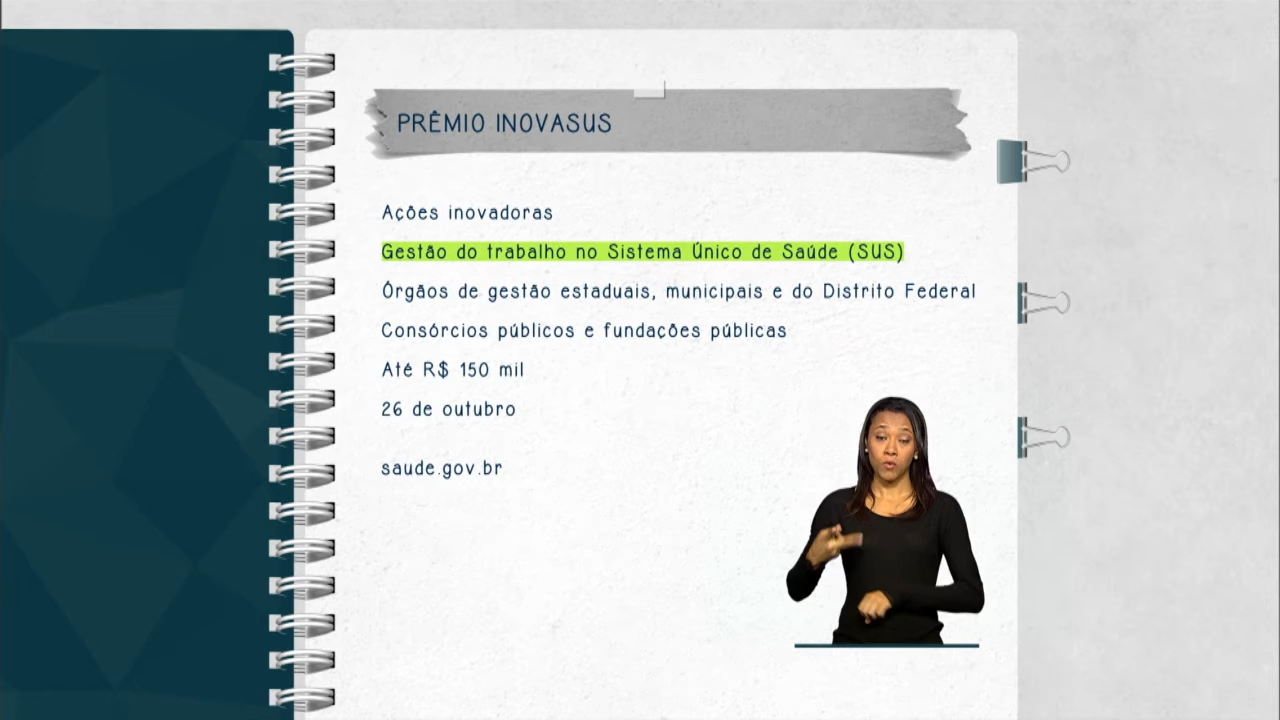 PRÊMIO INOVASUS
Ações inovadoras
Gestão do trabalho no Sistema Único de Saúde (SUS)
Órgãos de gestão estaduais, municipais e do Distrito Federal
Consórcios públicos e fundações públicas
Até R$ 150 mil
26 de outubro
saude.gov.br